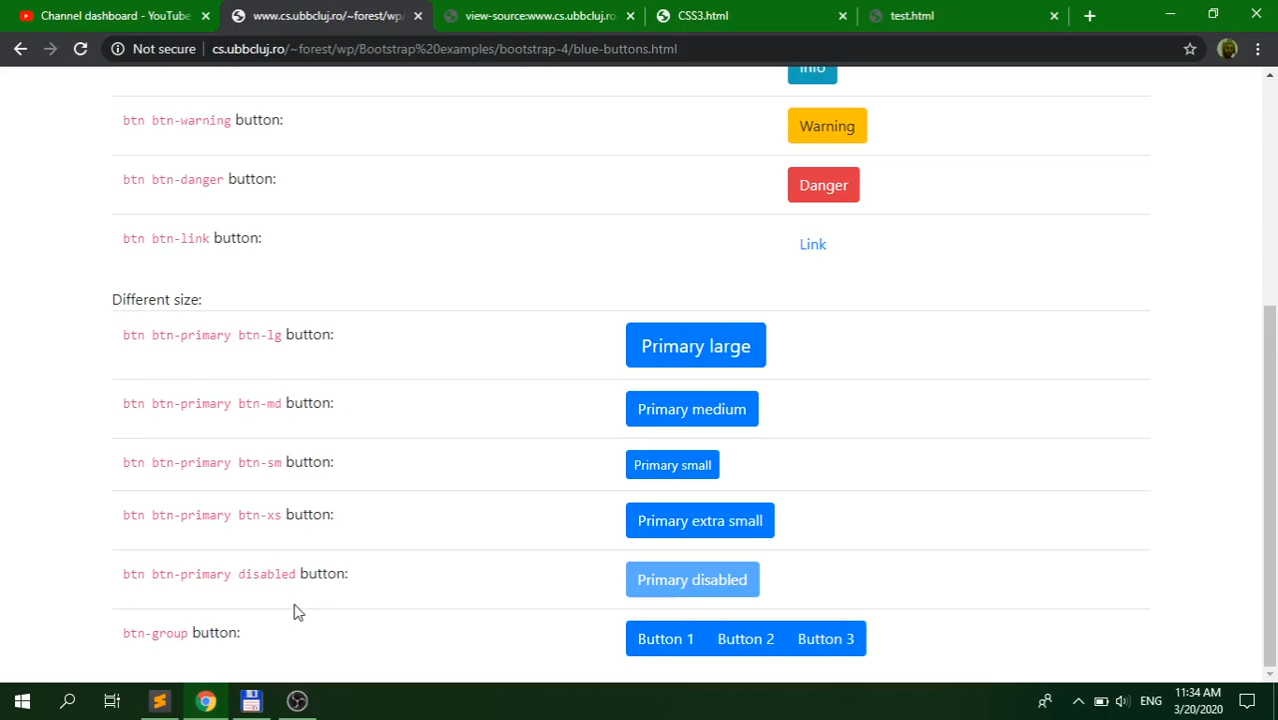 Channel dashboard - YouTube
www.cs.ubbcluj.ro/~forest/wp/
view-source:www.cs.ubbcluj.ro.
CSS3.html
test.html
Not secure
cs.ubbcluj.ro/~forest/wp/Bootstrap%20examples/bootstrap-4/blue-buttons.html
Info
btn btn-warning button:
Warning
btn btn-danger button:
Danger
btn btn-link button:
Link
Different size:
btn btn-primary btn-lg button:
Primary large
btn btn-primary btn-md button:
Primary medium
btn btn-primary btn-sm button:
Primary small
btn btn-primary btn-xs button:
Primary extra small
btn btn-primary disabled button:
Primary disabled
btn-group button:
Button 1 Button 2 Button 3
ENG
11:34 AM
3/20/2020